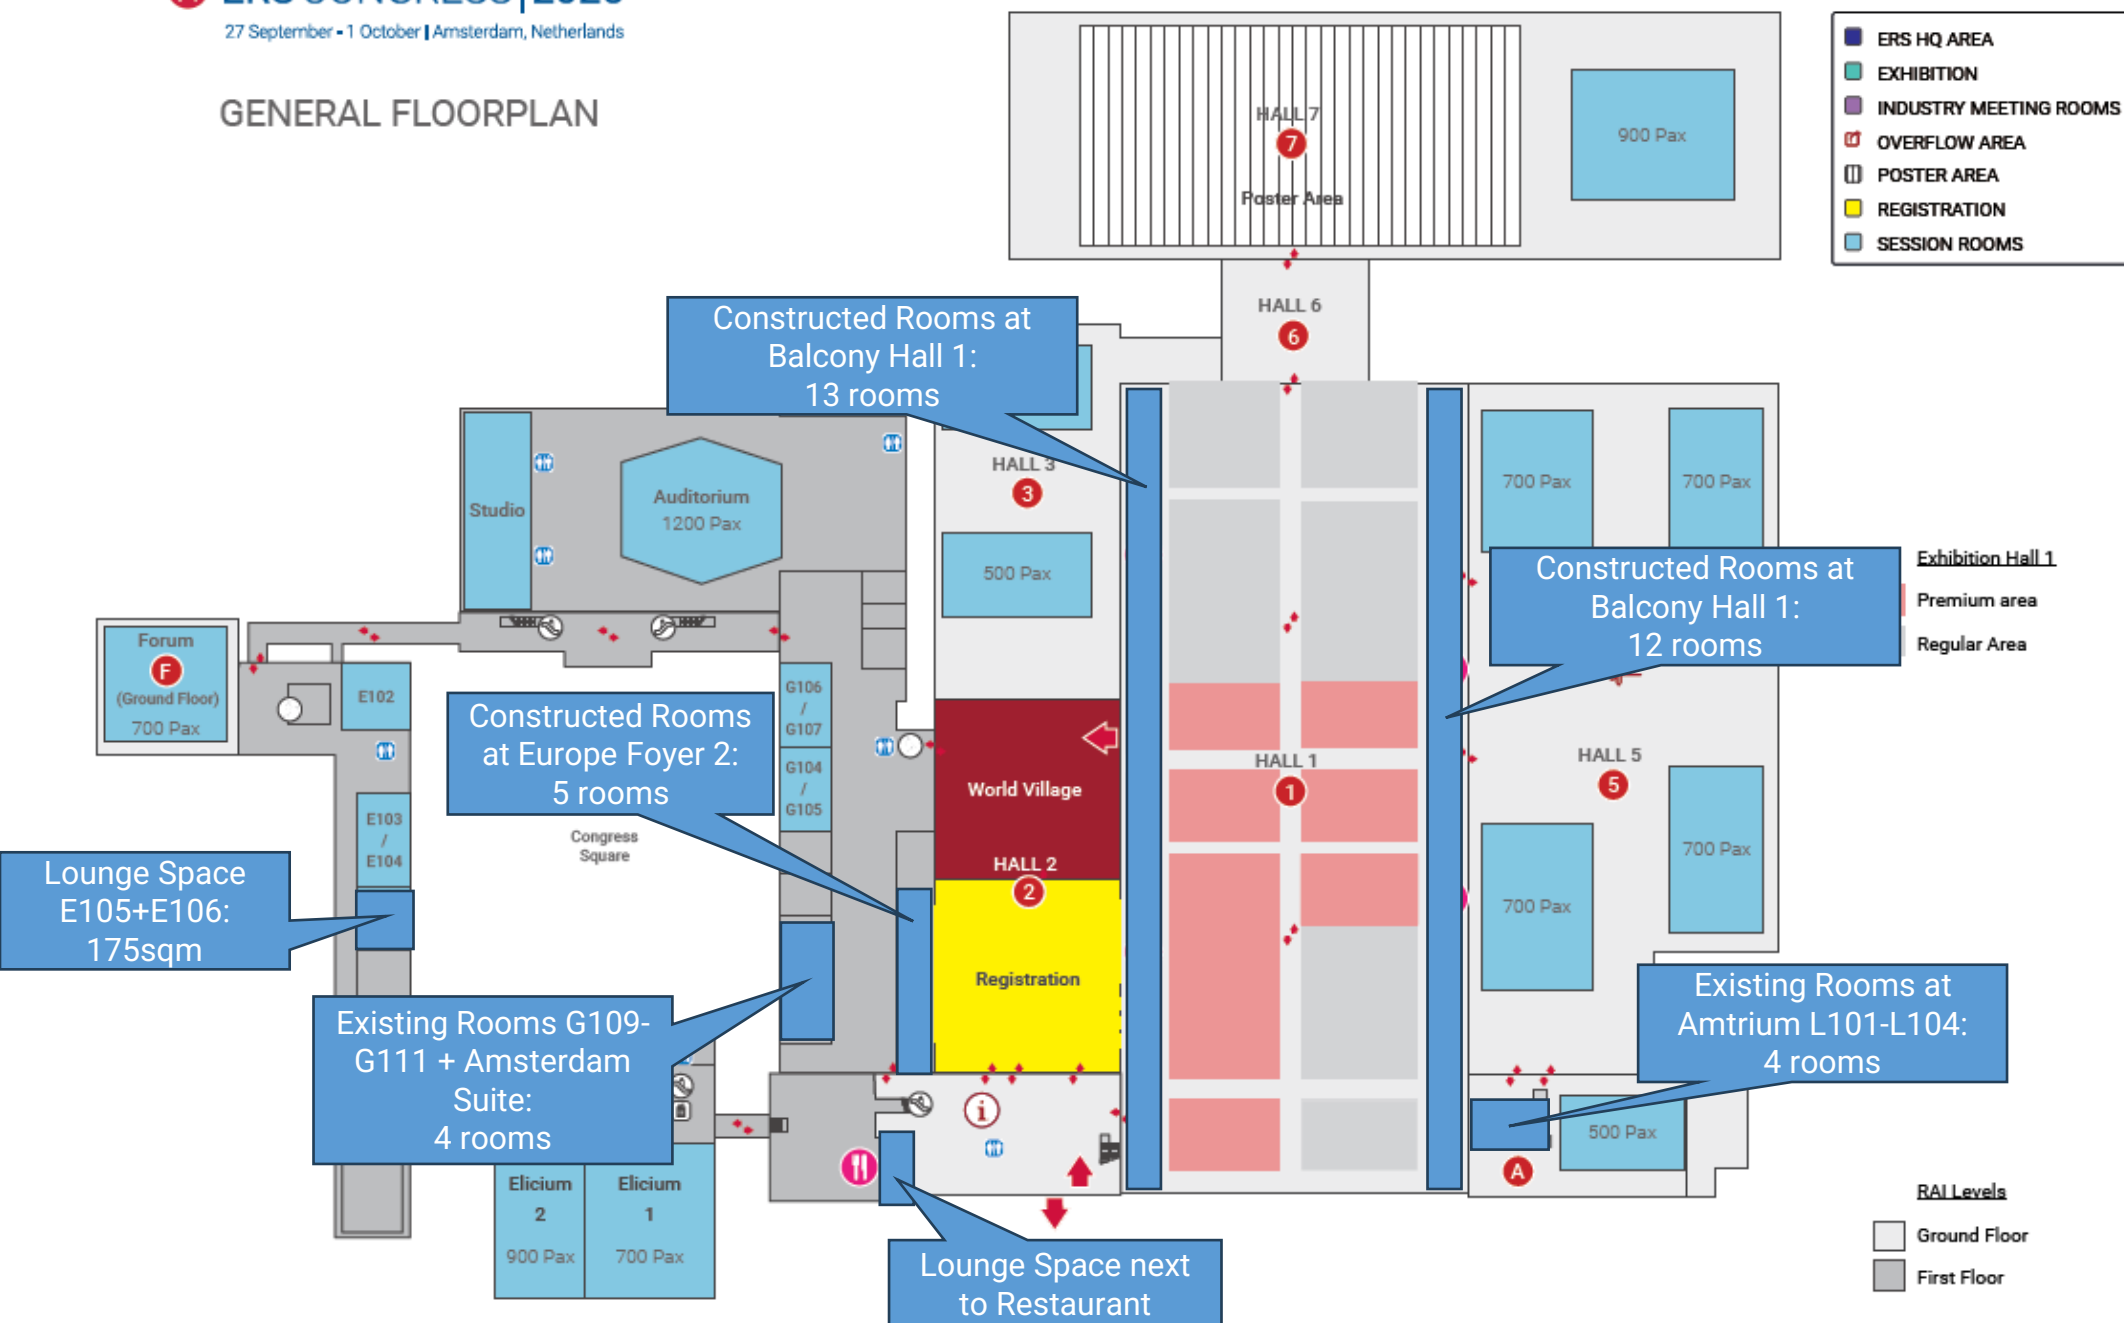 27 September - 1 October | Amsterdam, Netherlands
GENERAL FLOORPLAN
ERS HQ AREA
EXHIBITION
INDUSTRY MEETING ROOMS
OVERFLOW AREA
POSTER AREA
REGISTRATION
SESSION ROOMS
HALL 7
7
Poster Area
900 Pax
HALL 6
6
Constructed Rooms at
Balcony Hall 1:
13 rooms
HALL 3
3
500 Pax
Studio
Auditorium
1200 Pax
700 Pax
700 Pax
Constructed Rooms at
Balcony Hall 1:
12 rooms
Exhibition Hall 1
Premium area
Regular Area
Forum
F
(Ground Floor)
700 Pax
E102
E103
/
E104
G106
/
G107
G104
/
G105
Constructed Rooms
at Europe Foyer 2:
5 rooms
Congress
Square
World Village
HALL 2
2
Registration
HALL 1
1
HALL 5
5
700 Pax
700 Pax
Lounge Space
E105+E106:
175sqm
Existing Rooms G109-
G111 + Amsterdam
Suite:
4 rooms
Existing Rooms at
Amtrium L101-L104:
4 rooms
i
A
500 Pax
Elicium
2
900 Pax
Elicium
1
700 Pax
Lounge Space next
to Restaurant
RAI Levels
Ground Floor
First Floor